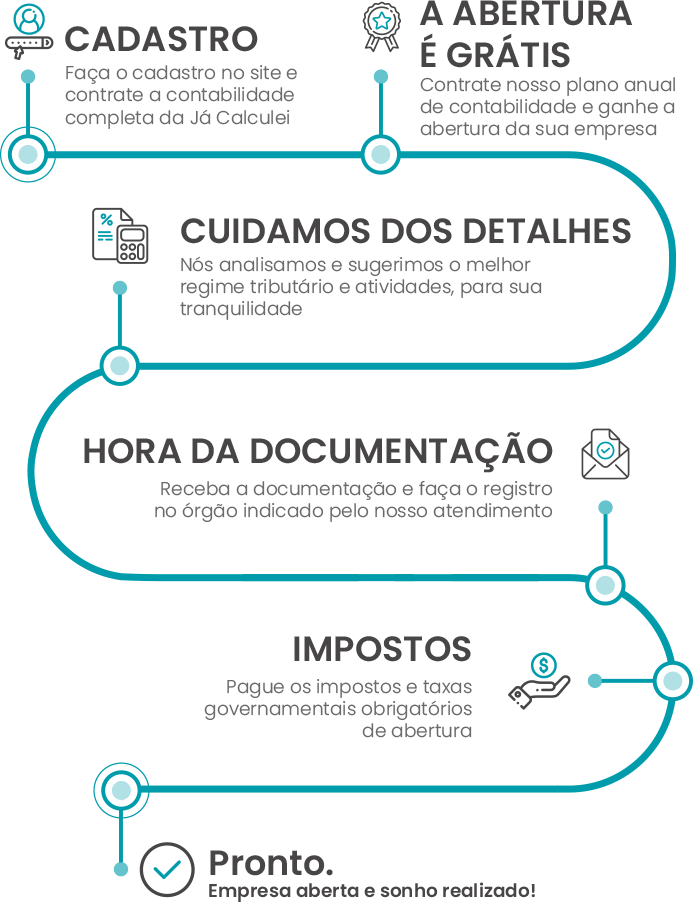 CADASTRO
Faça o cadastro no site e
contrate a contabilidade
completa da Já Calculei
A ABERTURA
É GRÁTIS
Contrate nosso plano anual
de contabilidade e ganhe a
abertura da sua empresa
%
CUIDAMOS DOS DETALHES
Nós analisamos e sugerimos o melhor
regime tributário e atividades, para sua
tranquilidade
HORA DA DOCUMENTAÇÃO
Receba a documentação e faça o registro
no órgão indicado pelo nosso atendimento
IMPOSTOS
$
Pague os impostos e taxas
governamentais obrigatórios
de abertura
Pronto.
Empresa aberta e sonho realizado!